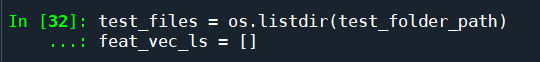 In [32]: test_files = os.listdir(test_folder_path)
...: feat_vec_ls = []